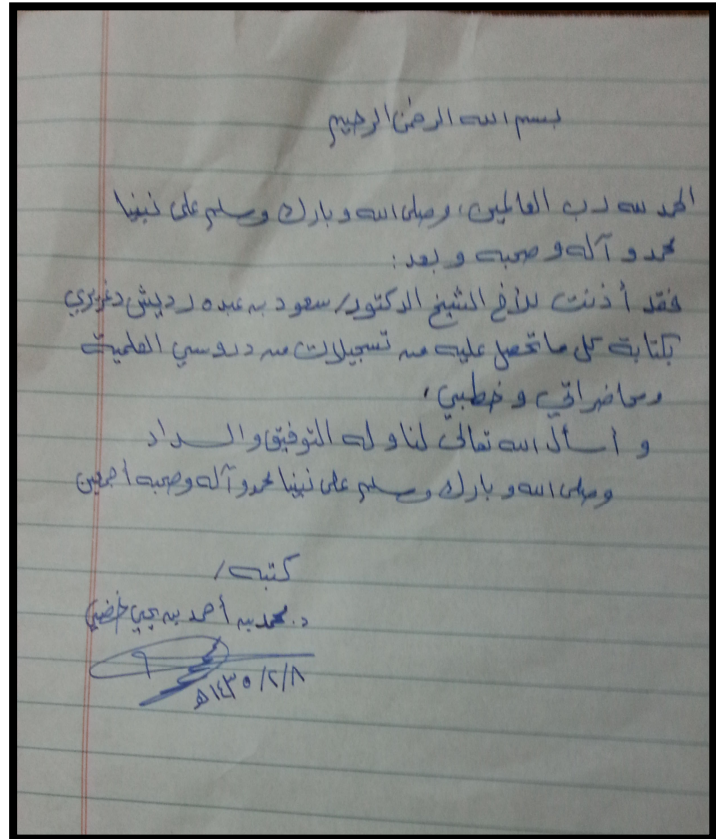 بسم الله الرحمن الرحيم
الحمد لله رب العالمين، وصلى الله وبارك وسلم على نبينا
محمد وآله وصحبه وبعد:
فقد أذنت للأخ الشيخ الدكتور/ سعود بن عبده دغريري
بكتابة كل ما تحصل عليه من تسجيلات من دروسي العلمية
ومحاضراتي وخطبي،
وأسأل الله تعالى لنا وله التوفيق والسداد
وصلى الله وبارك وسلم على نبينا محمد وآله وصحبه أجمعين
كتبه/
د. محمد بن أحمد بن يحيى
١٤٣٥/٢/٨هـ